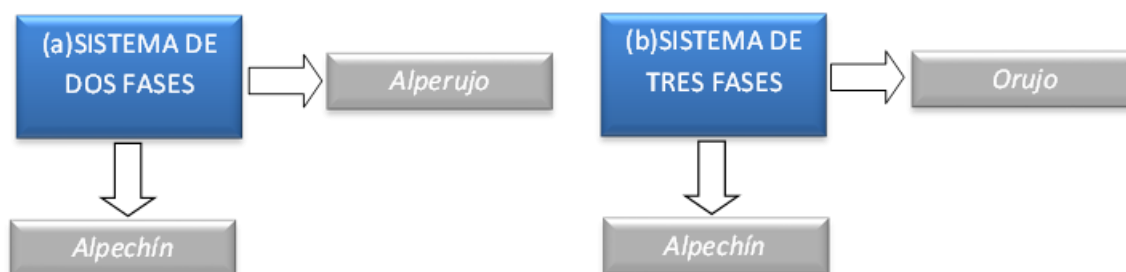 (a)SISTEMA DE
DOS FASES
Alperujo
Alpechín
(b)SISTEMA DE
TRES FASES
Orujo
Alpechín